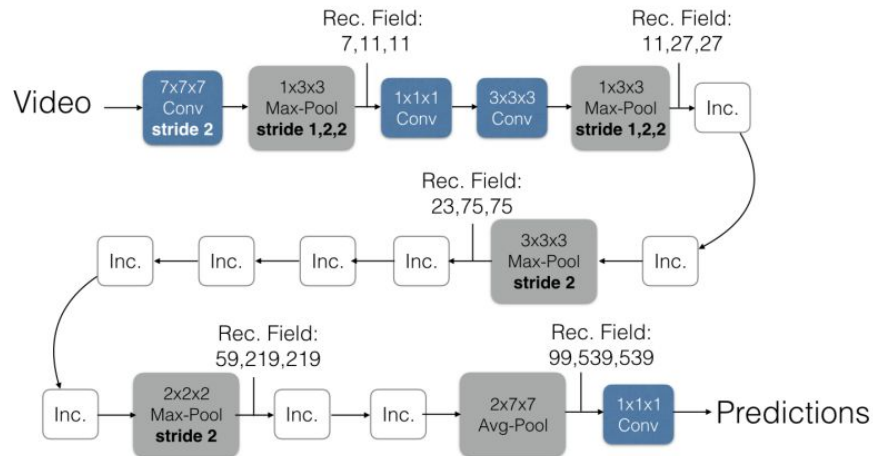 Rec. Field:
7,11,11
Rec. Field:
11,27,27
Video
7x7x7
Conv
stride 2
1x3x3
Max-Pool
stride 1,2,2
1x1x1
Conv
3x3x3
Conv
1x3x3
Max-Pool
stride 1,2,2
Inc.
Rec. Field:
23,75,75
Inc.
Inc.
Inc.
Inc.
3x3x3
Max-Pool
stride 2
Inc.
Rec. Field:
59,219,219
Rec. Field:
99,539,539
Inc.
2x2x2
Max-Pool
stride 2
Inc.
Inc.
2x7x7
Avg-Pool
1x1x1
Conv
Predictions